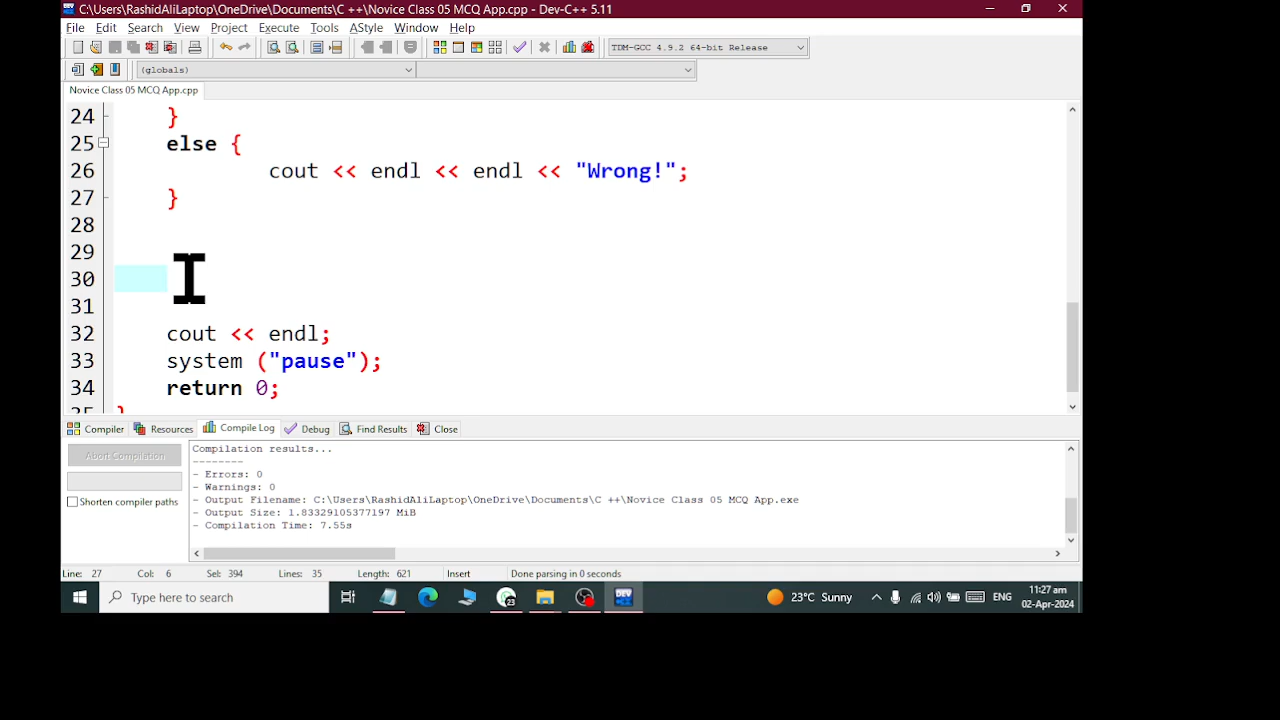 C:\Users\RashidAliLaptop\OneDrive\Documents\C ++\Novice Class 05 MCQ App.cpp - Dev-C++ 5.11
File Edit Search View Project Execute Tools AStyle Window Help
TDM-GCC 4.9.2 64-bit Release
(globals)
Novice Class 05 MCQ App.cpp
24 }
25 else {
26 cout << endl << endl << "Wrong!";
27 }
28
29
30
31
32 cout << endl;
33 system ("pause");
34 return 0;
35 }
Compiler Resources Compile Log Debug Find Results Close
Abort Compilation
Shorten compiler paths
Compilation results...
--------
- Errors: 0
- Warnings: 0
- Output Filename: C:\Users\RashidAliLaptop\OneDrive\Documents\C ++\Novice Class 05 MCQ App.exe
- Output Size: 1.83329105377197 MiB
- Compilation Time: 7.55s
Line: 27 Col: 6 Sel: 394 Lines: 35 Length: 621 Insert Done parsing in 0 seconds
Type here to search
23
DEV
23°C Sunny
ENG
11:27 am
02-Apr-2024